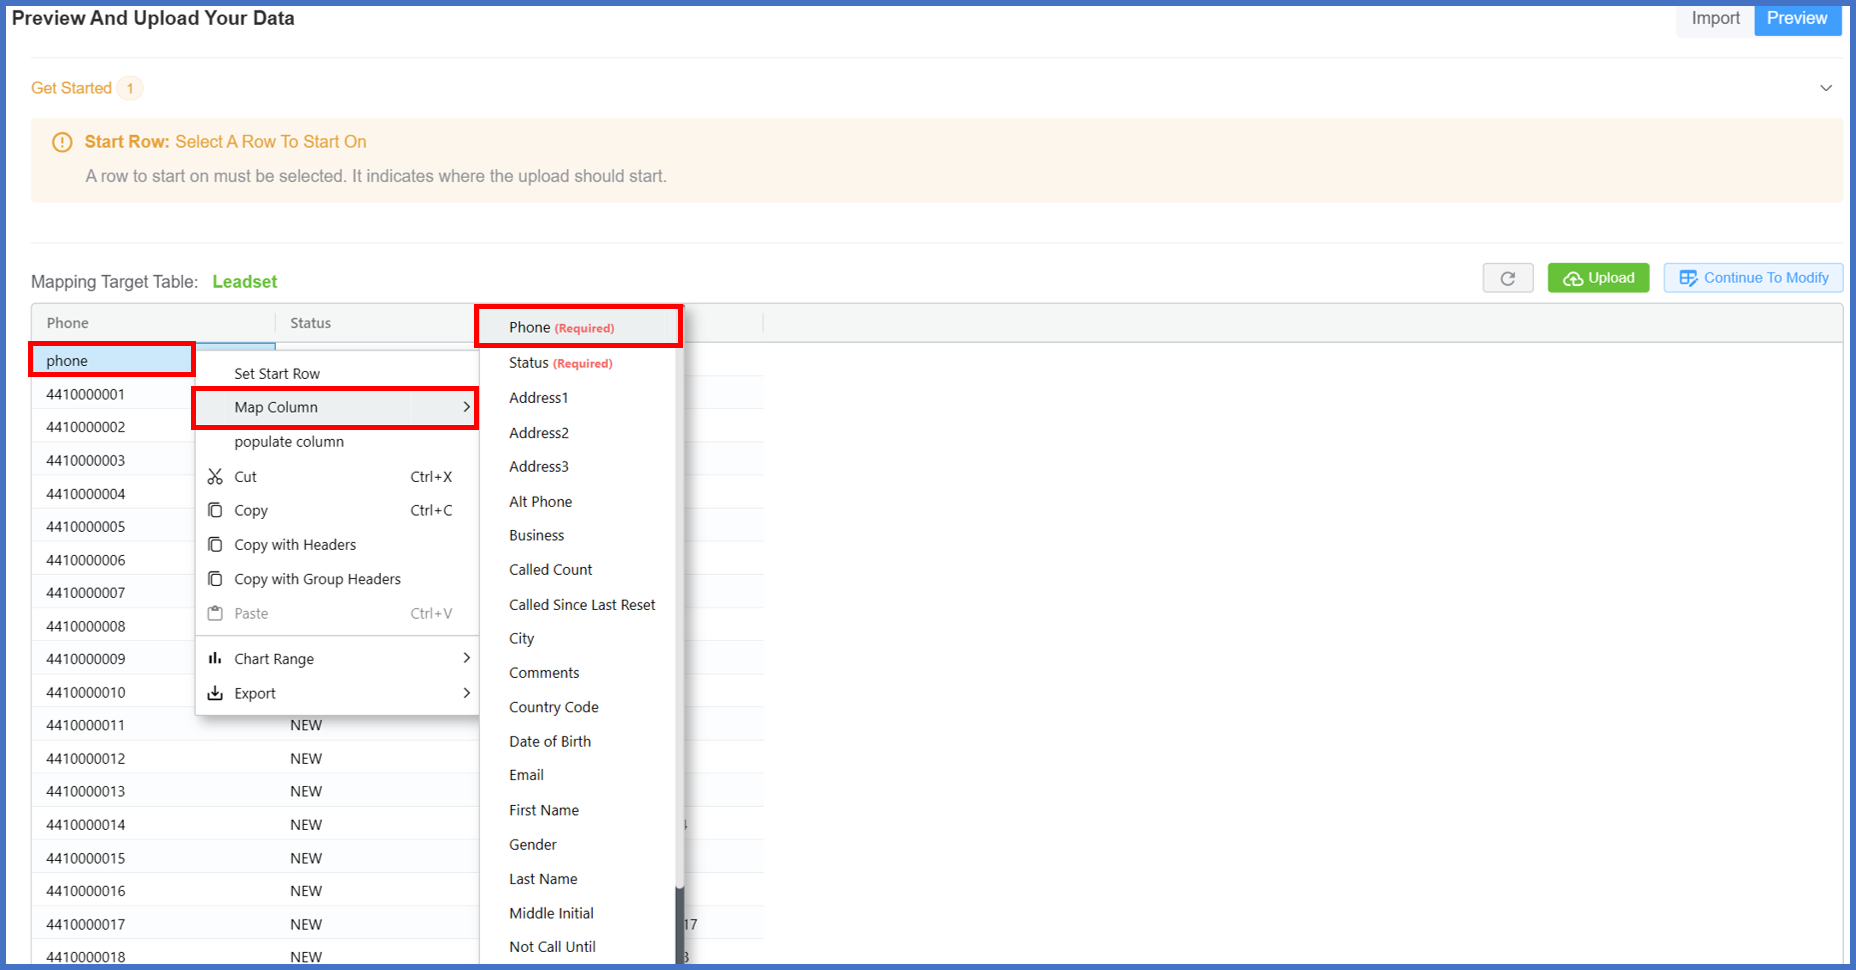 Preview And Upload Your Data
Import
Preview
Get Started 1
Start Row: Select A Row To Start On
A row to start on must be selected. It indicates where the upload should start.
Mapping Target Table: Leadset
Upload
Continue To Modify
Phone
Status
phone
4410000001
4410000002
4410000003
4410000004
4410000005
4410000006
4410000007
4410000008
4410000009
4410000010
4410000011 NEW
4410000012 NEW
4410000013 NEW
4410000014 NEW
4410000015 NEW
4410000016 NEW
4410000017 NEW 17
4410000018 NEW
Set Start Row
Map Column
populate column
Cut Ctrl+X
Copy Ctrl+C
Copy with Headers
Copy with Group Headers
Paste Ctrl+V
Chart Range
Export
Phone (Required)
Status (Required)
Address1
Address2
Address3
Alt Phone
Business
Called Count
Called Since Last Reset
City
Comments
Country Code
Date of Birth
Email
First Name
Gender
Last Name
Middle Initial
Not Call Until